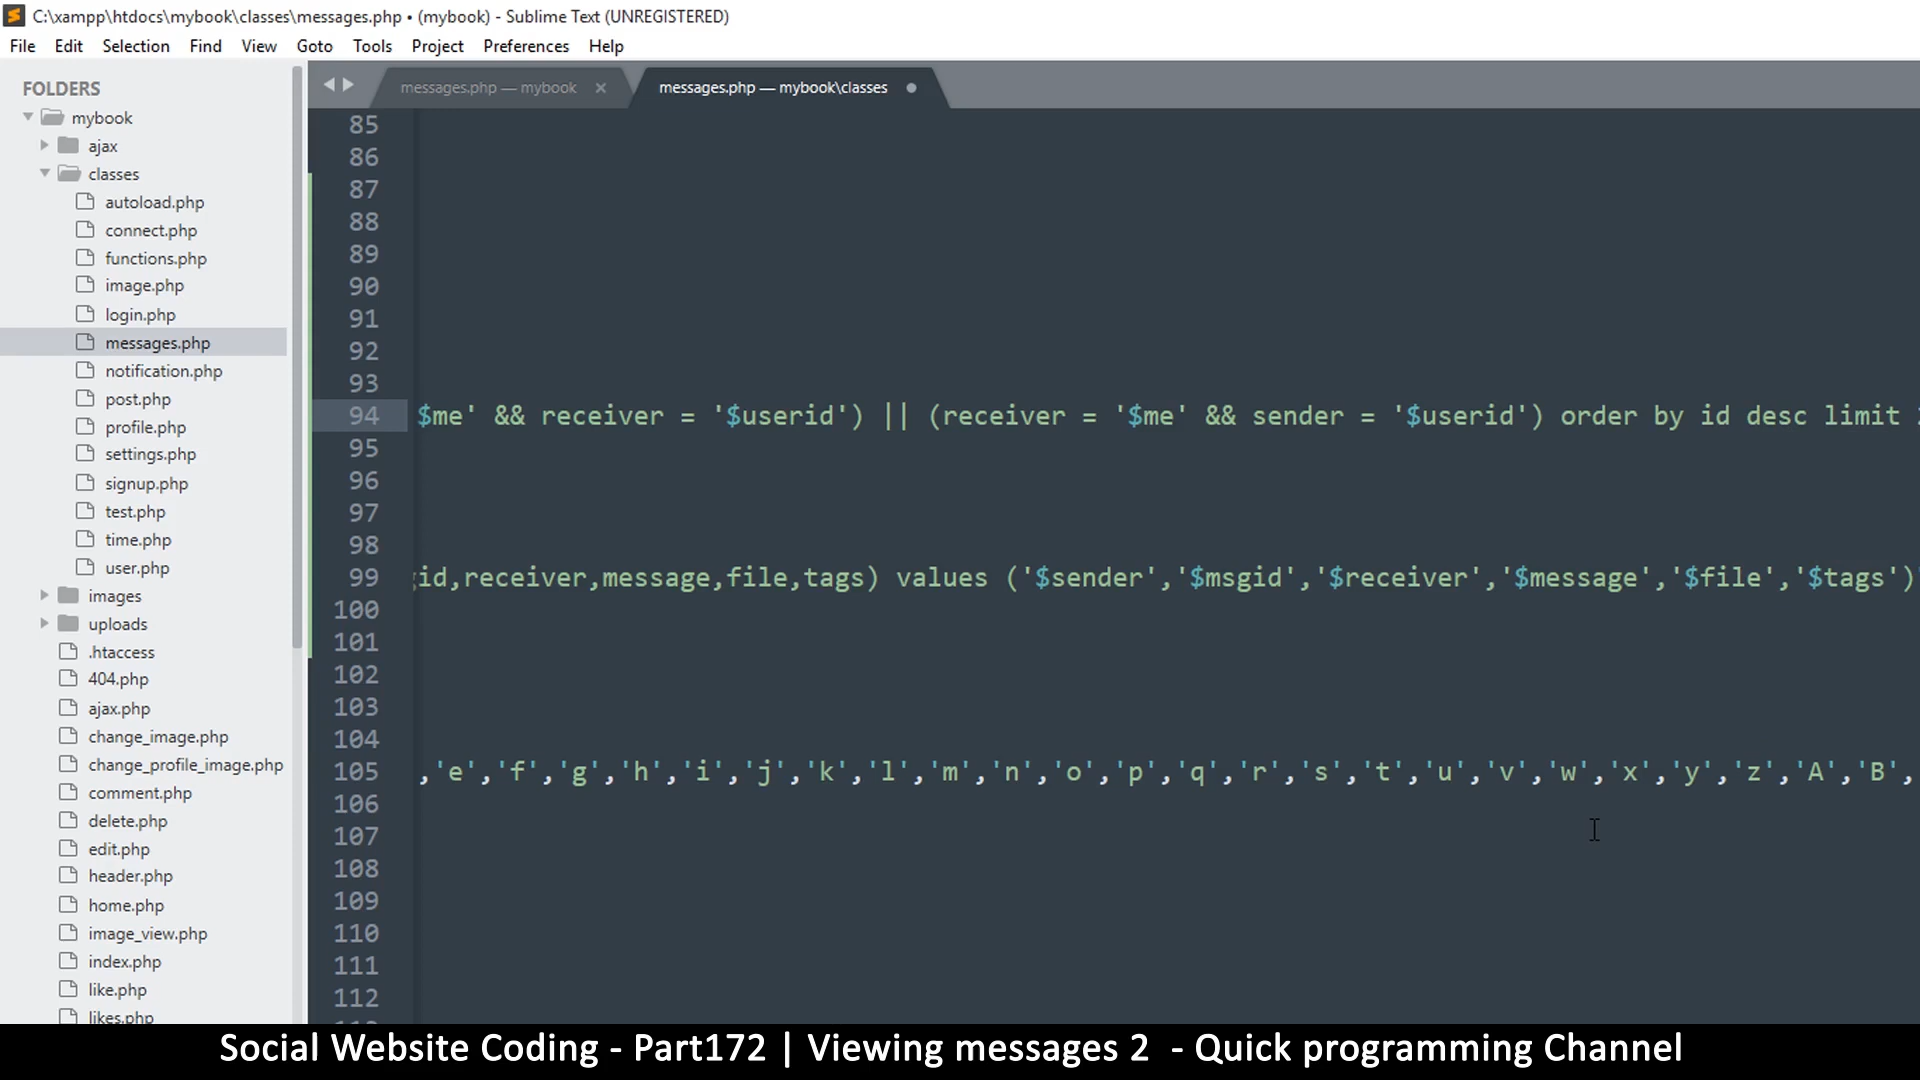 C:\xampp\htdocs\mybook\classes\messages.php • (mybook) - Sublime Text (UNREGISTERED)
File Edit Selection Find View Goto Tools Project Preferences Help
FOLDERS
mybook
ajax
classes
autoload.php
connect.php
functions.php
image.php
login.php
messages.php
notification.php
post.php
profile.php
settings.php
signup.php
test.php
time.php
user.php
images
uploads
.htaccess
404.php
ajax.php
change_image.php
change_profile_image.php
comment.php
delete.php
edit.php
header.php
home.php
image_view.php
index.php
like.php
likes.php
messages.php — mybook × messages.php — mybook\classes
85
86
87
88
89
90
91
92
93
94 $me' && receiver = '$userid') || (receiver = '$me' && sender = '$userid') order by id desc limit
95
96
97
98
99 gid,receiver,message,file,tags) values ('$sender','$msgid','$receiver','$message','$file','$tags')
100
101
102
103
104
105 ,'e','f','g','h','i','j','k','l','m','n','o','p','q','r','s','t','u','v','w','x','y','z','A','B',
106
107
108
109
110
111
112
Social Website Coding - Part172 | Viewing messages 2 - Quick programming Channel